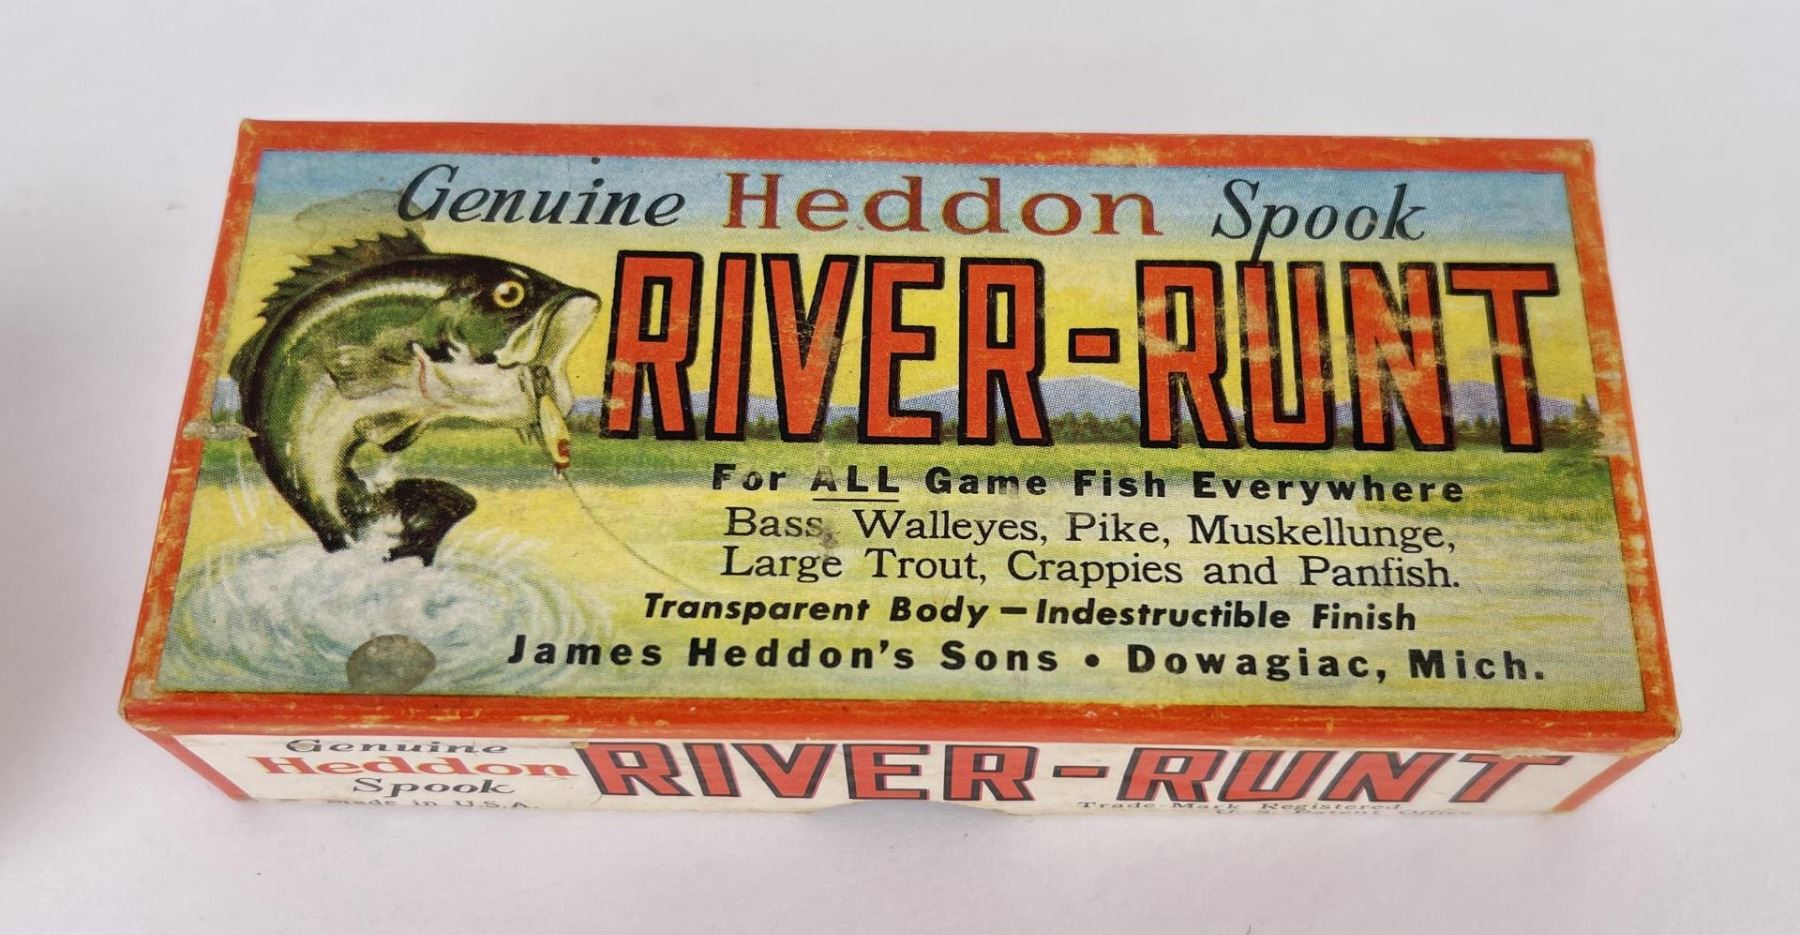 Genuine Heddon Spook
RIVER-RUNT
For ALL Game Fish Everywhere
Bass, Walleyes, Pike, Muskellunge,
Large Trout, Crappies and Panfish.
Transparent Body — Indestructible Finish
James Heddon's Sons • Dowagiac, Mich.
Genuine
Heddon
Spook
made in U.S.A.
RIVER-RUNT
Trade-Mark Registered
U. S. Patent Office